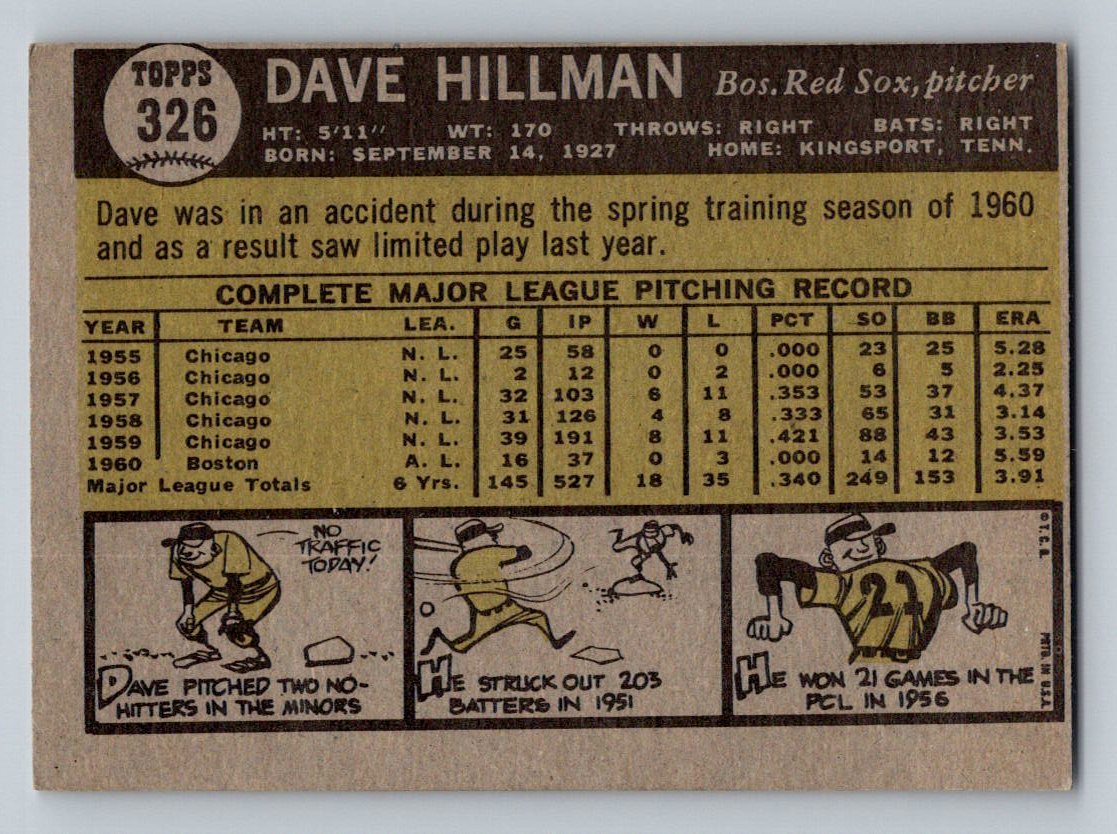 TOPPS
326
DAVE HILLMAN Bos. Red Sox, pitcher
HT: 5'11" WT: 170 THROWS: RIGHT BATS: RIGHT
BORN: SEPTEMBER 14, 1927 HOME: KINGSPORT, TENN.
Dave was in an accident during the spring training season of 1960
and as a result saw limited play last year.
COMPLETE MAJOR LEAGUE PITCHING RECORD
YEAR TEAM LEA. G IP W L PCT SO BB ERA
1955 Chicago N. L. 25 58 0 0 .000 23 25 5.28
1956 Chicago N. L. 2 12 0 2 .000 6 5 2.25
1957 Chicago N. L. 32 103 6 11 .353 53 37 4.37
1958 Chicago N. L. 31 126 4 8 .333 65 31 3.14
1959 Chicago N. L. 39 191 8 11 .421 88 43 3.53
1960 Boston A. L. 16 37 0 3 .000 14 12 5.59
Major League Totals 6 Yrs. 145 527 18 35 .340 249 153 3.91
NO
TRAFFIC
TODAY!
DAVE PITCHED TWO NO-
HITTERS IN THE MINORS
HE STRUCK OUT 203
BATTERS IN 1951
21
HE WON 21 GAMES IN THE
PCL IN 1956
© T.C.G.
PRTD IN U.S.A.